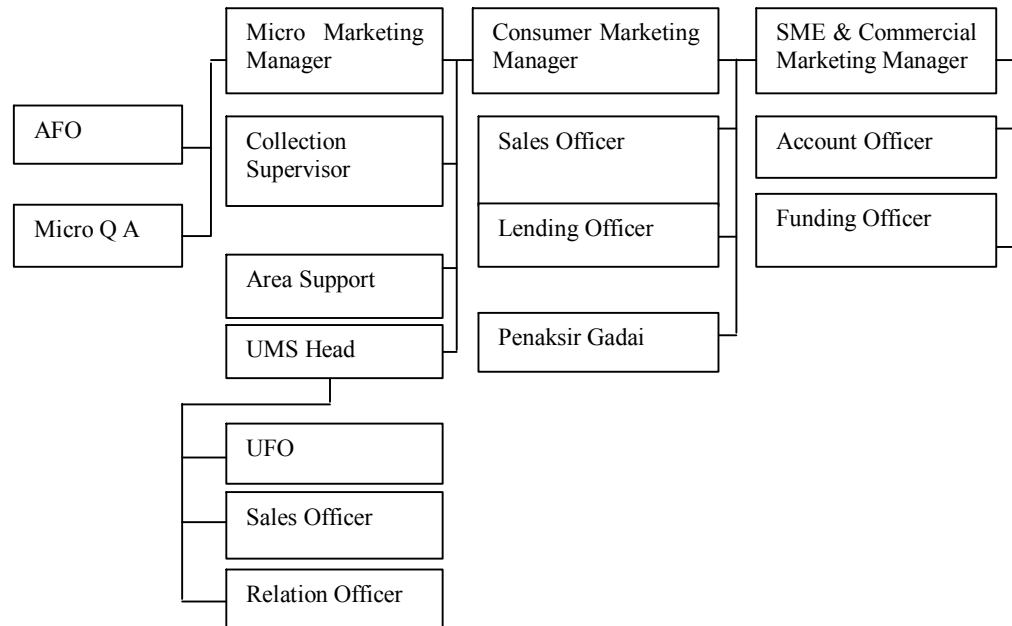 Micro Marketing
Manager
Consumer Marketing
Manager
SME & Commercial
Marketing Manager
AFO
Collection
Supervisor
Sales Officer
Account Officer
Micro Q A
Lending Officer
Funding Officer
Area Support
UMS Head
Penaksir Gadai
UFO
Sales Officer
Relation Officer